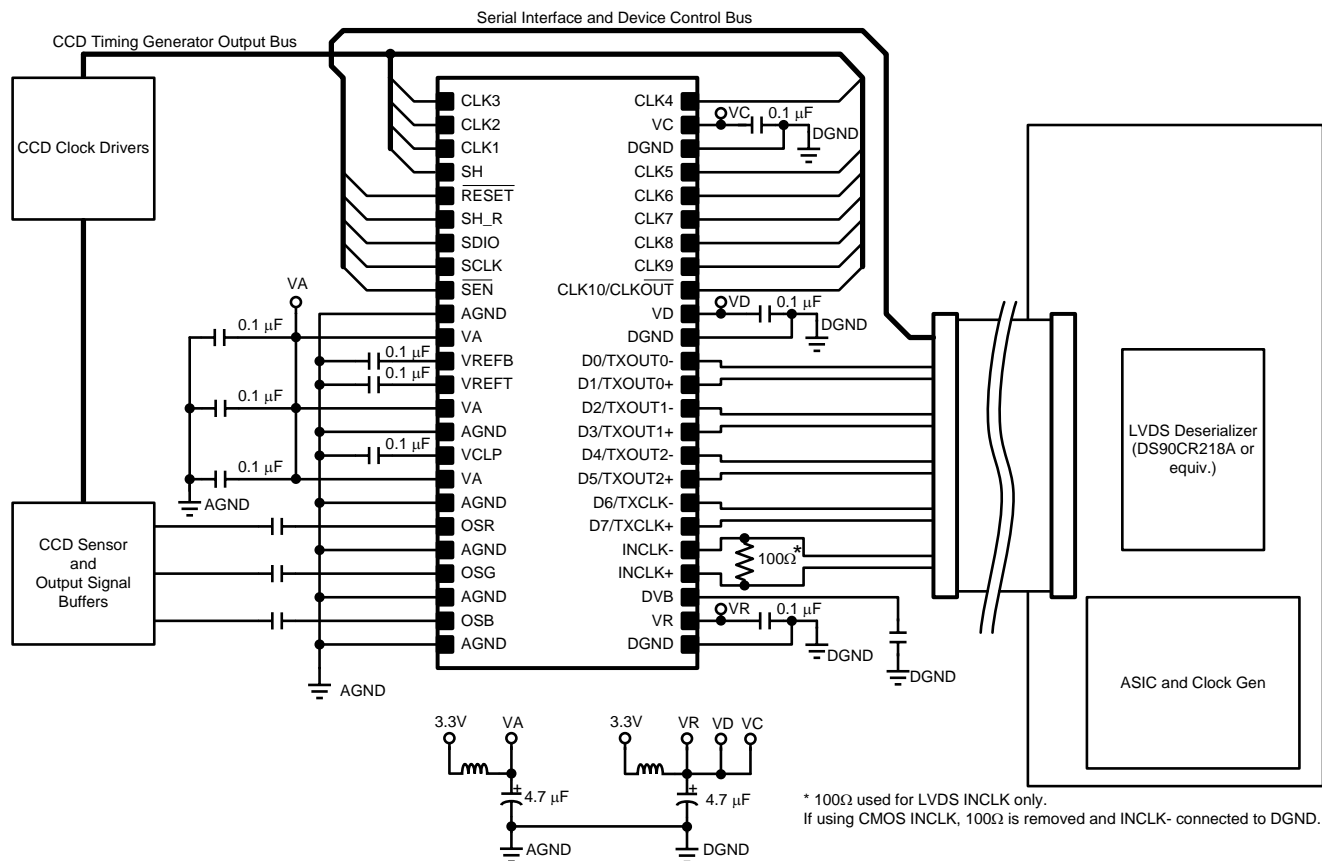 Serial Interface and Device Control Bus
CCD Timing Generator Output Bus
CCD Clock Drivers
CLK3
CLK2
CLK1
SH
RESET
SH_R
SDIO
SCLK
SEN
AGND
VA
VREFB
VREFT
VA
AGND
VCLP
VA
AGND
OSR
AGND
OSG
AGND
OSB
AGND
CLK4
VC
DGND
CLK5
CLK6
CLK7
CLK8
CLK9
CLK10/CLKOUT
VD
DGND
D0/TXOUT0-
D1/TXOUT0+
D2/TXOUT1-
D3/TXOUT1+
D4/TXOUT2-
D5/TXOUT2+
D6/TXCLK-
D7/TXCLK+
INCLK-
INCLK+
DVB
VR
DGND
VC
0.1 μF
DGND
VD
0.1 μF
DGND
100Ω*
VR
0.1 μF
DGND
DGND
VA
0.1 μF
0.1 μF
0.1 μF
0.1 μF
0.1 μF
0.1 μF
AGND
AGND
CCD Sensor
and
Output Signal
Buffers
LVDS Deserializer
(DS90CR218A or
equiv.)
ASIC and Clock Gen
3.3V
VA
+
4.7 μF
AGND
3.3V
VR
VD
VC
+
4.7 μF
DGND
* 100Ω used for LVDS INCLK only.
If using CMOS INCLK, 100Ω is removed and INCLK- connected to DGND.